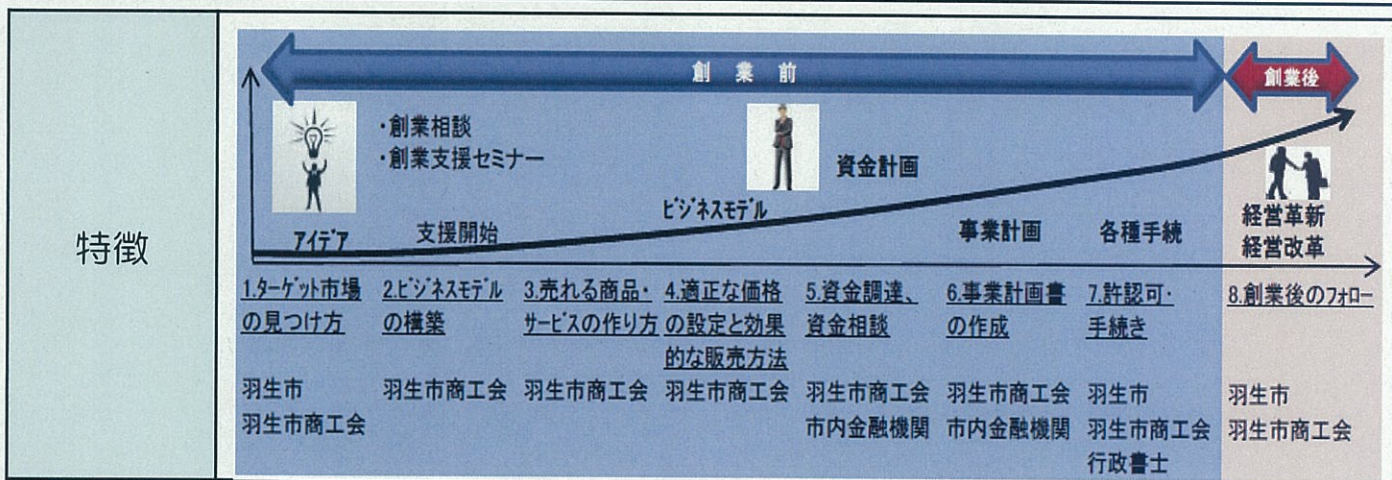 特徴
創業前
創業後
・創業相談
・創業支援セミナー
資金計画
ビジネスモデル
アイデア
支援開始
事業計画
各種手続
経営革新
経営改革
1.ターゲット市場
の見つけ方
羽生市
羽生市商工会
2.ビジネスモデル
の構築
羽生市商工会
3.売れる商品・
サービスの作り方
羽生市商工会
4.適正な価格
の設定と効果
的な販売方法
羽生市商工会
5.資金調達、
資金相談
羽生市商工会
市内金融機関
6.事業計画書
の作成
羽生市商工会
市内金融機関
7.許認可・
手続き
羽生市
羽生市商工会
行政書士
8.創業後のフォロー
羽生市
羽生市商工会